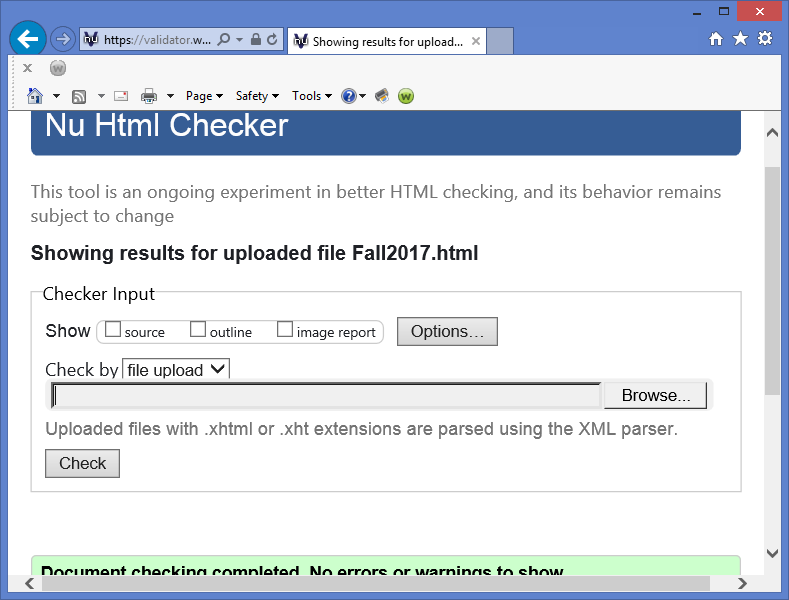 https://validator.w...
Showing results for upload...
Page
Safety
Tools
Nu Html Checker
This tool is an ongoing experiment in better HTML checking, and its behavior remains
subject to change
Showing results for uploaded file Fall2017.html
Checker Input
Show source outline image report Options...
Check by file upload
Browse...
Uploaded files with .xhtml or .xht extensions are parsed using the XML parser.
Check
Document checking completed. No errors or warnings to show.